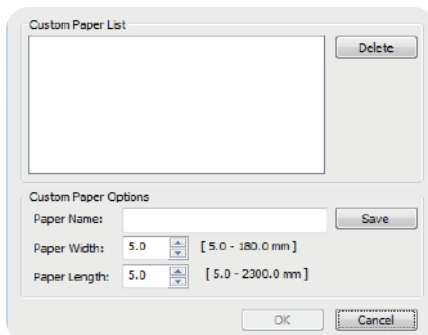 Custom Paper List
Delete
Custom Paper Options
Paper Name:
Save
Paper Width: 5.0 [ 5.0 - 180.0 mm ]
Paper Length: 5.0 [ 5.0 - 2300.0 mm ]
OK Cancel